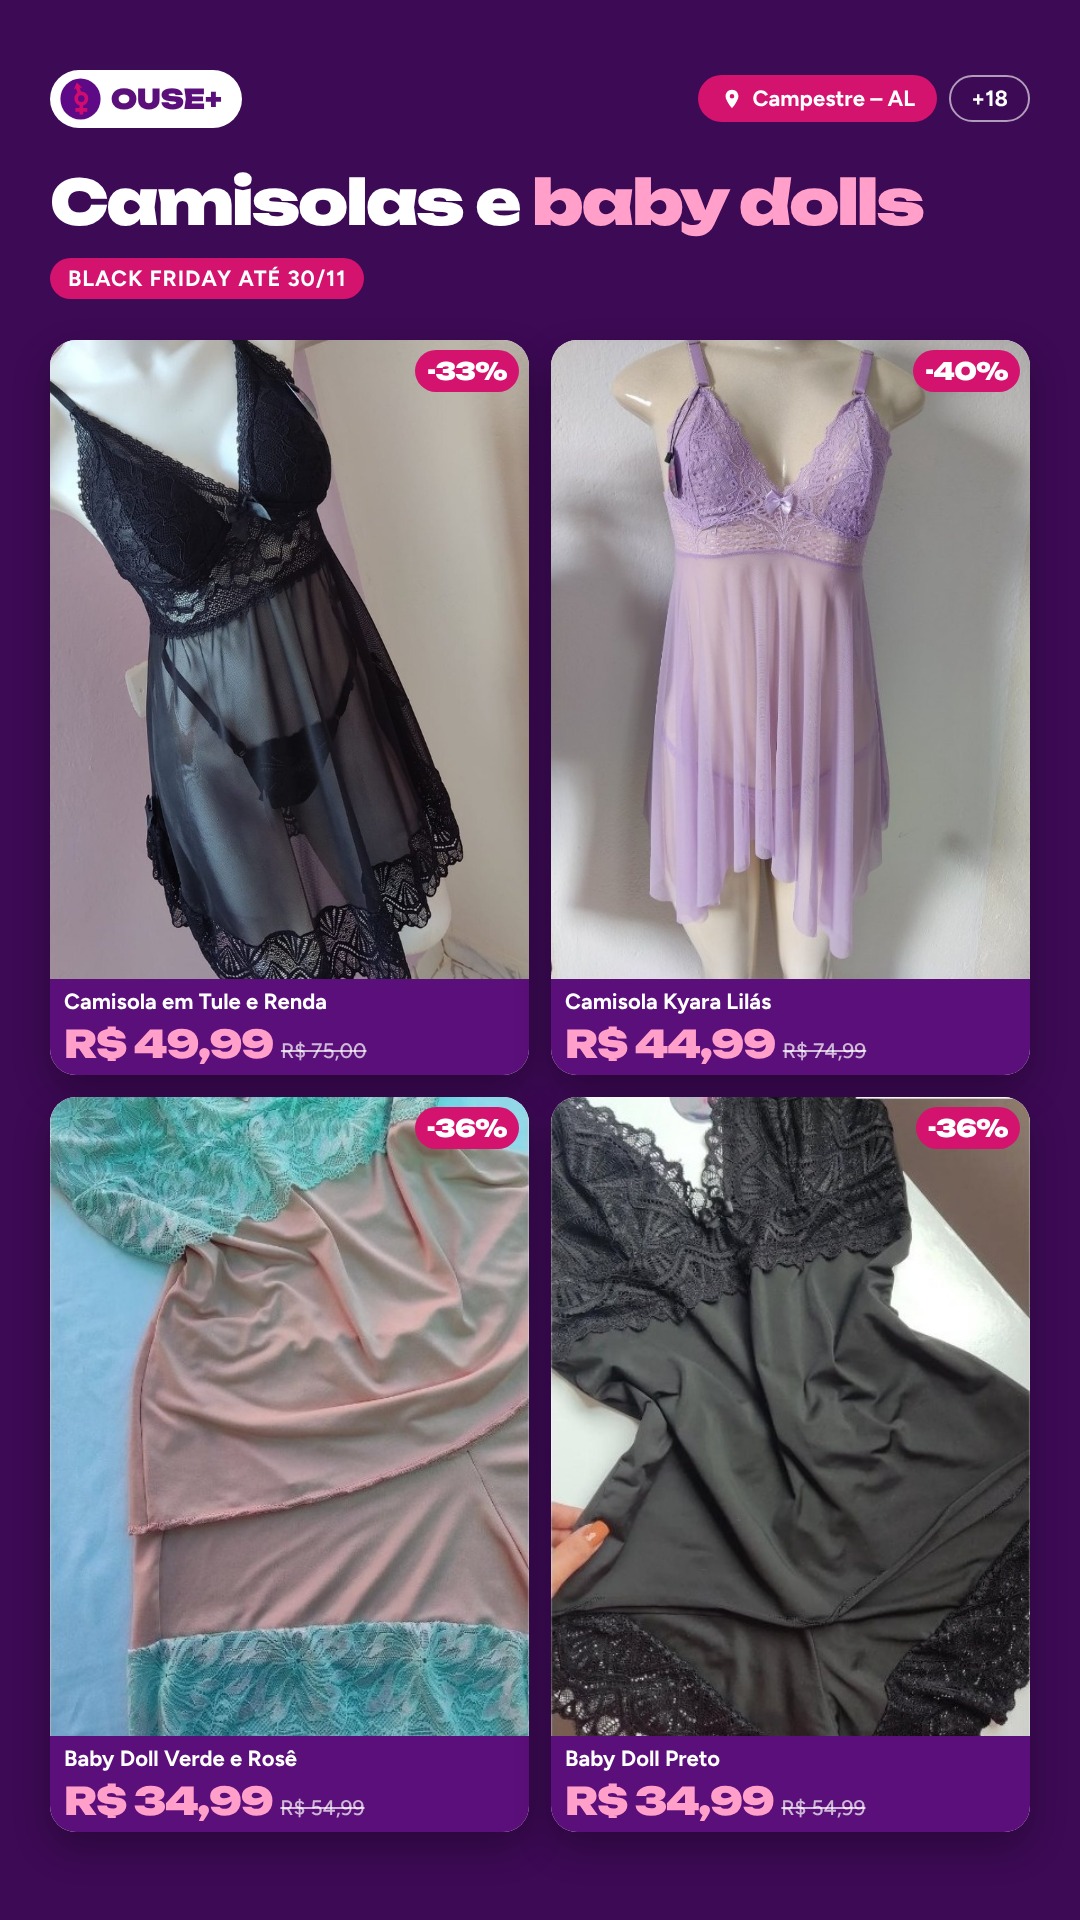 OUSE+
Campestre – AL
+18
Camisolas e baby dolls
BLACK FRIDAY ATÉ 30/11
-33%
-40%
Camisola em Tule e Renda
R$ 49,99 R$ 75,00
Camisola Kyara Lilás
R$ 44,99 R$ 74,99
-36%
-36%
Baby Doll Verde e Rosê
R$ 34,99 R$ 54,99
Baby Doll Preto
R$ 34,99 R$ 54,99